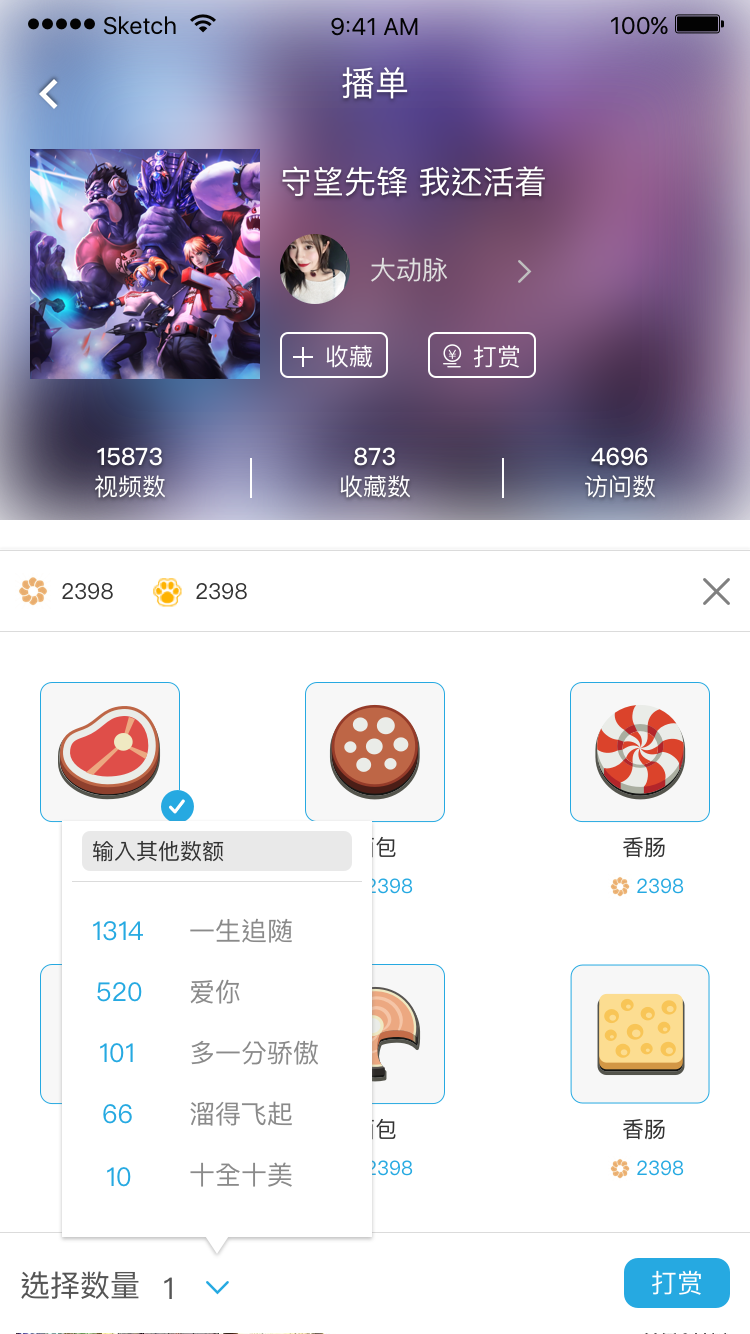 Sketch 9:41 AM 100%
播单
守望先锋 我还活着
大动脉
收藏 打赏
15873 873 4696
视频数 收藏数 访问数
2398 2398
包 香肠
2398 2398
输入其他数额
1314 一生追随
520 爱你
101 多一分骄傲
66 溜得飞起
10 十全十美
包 香肠
2398 2398
选择数量 1 打赏